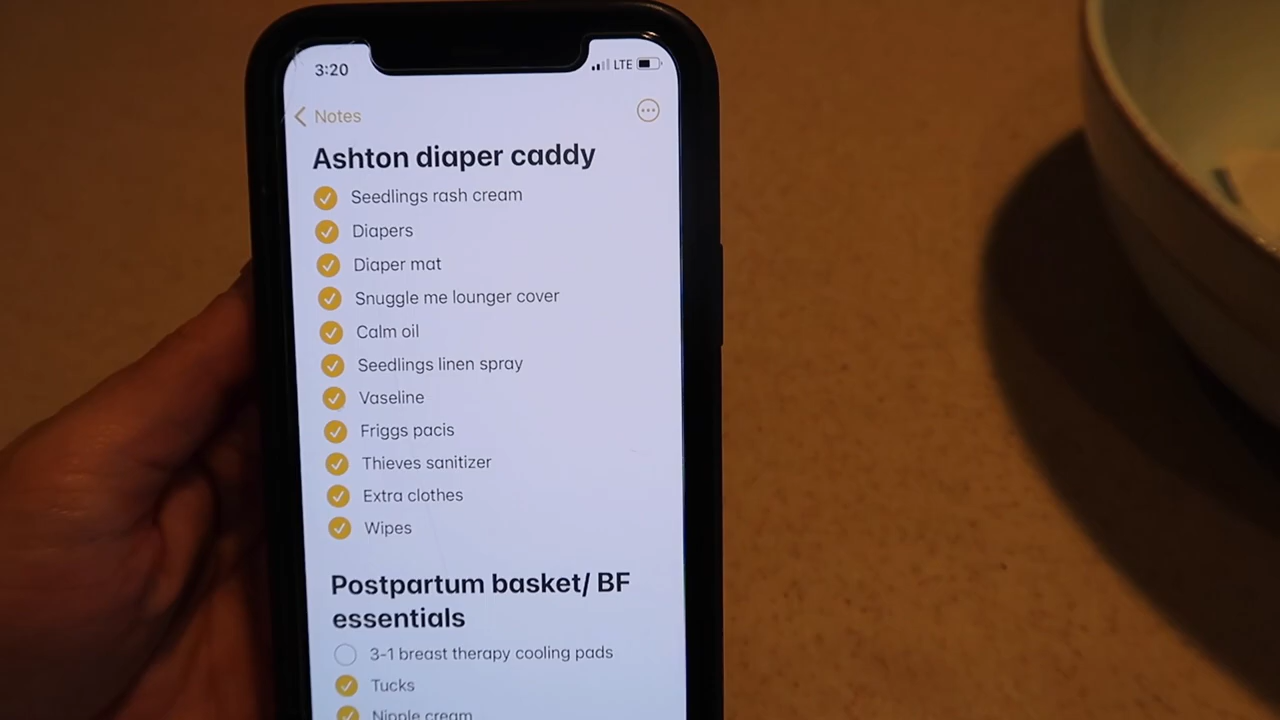 3:20
LTE
Notes
Ashton diaper caddy
Seedlings rash cream
Diapers
Diaper mat
Snuggle me lounger cover
Calm oil
Seedlings linen spray
Vaseline
Friggs pacis
Thieves sanitizer
Extra clothes
Wipes
Postpartum basket/ BF
essentials
3-1 breast therapy cooling pads
Tucks
Nipple cream